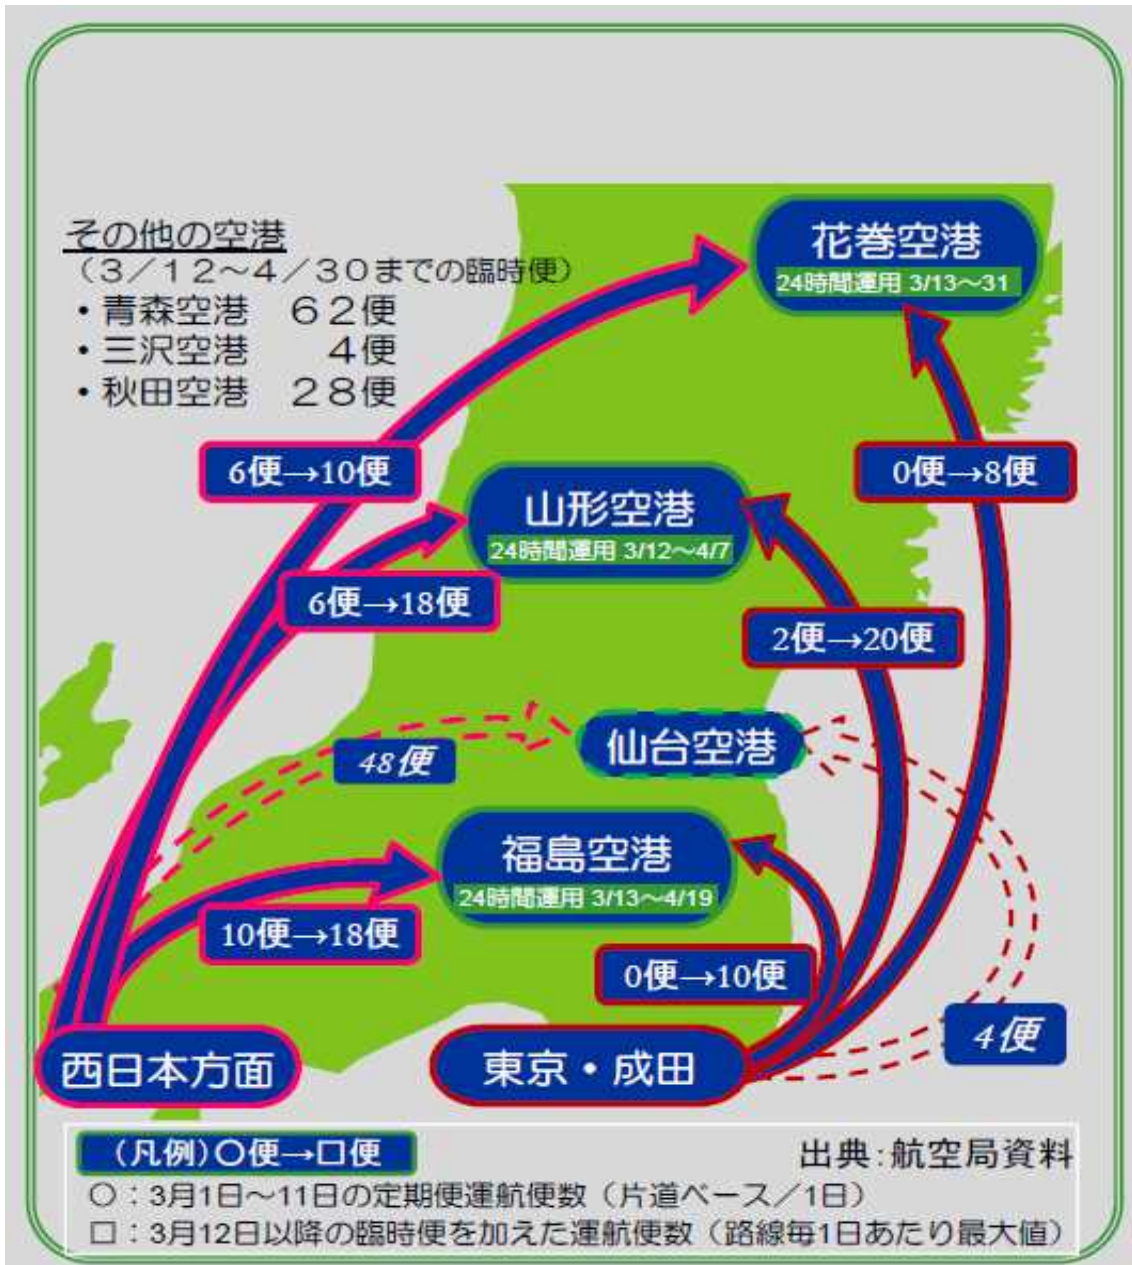 その他の空港
（３／１２～４／３０までの臨時便）
・青森空港　６２便
・三沢空港　　４便
・秋田空港　２８便
花巻空港
24時間運用 3/13～31
6便→10便
0便→8便
山形空港
24時間運用 3/12～4/7
6便→18便
2便→20便
仙台空港
48便
福島空港
24時間運用 3/13～4/19
10便→18便
0便→10便
4便
西日本方面
東京・成田
（凡例）〇便→口便
出典：航空局資料
〇：3月1日～11日の定期便運航便数（片道ベース／1日）
□：3月12日以降の臨時便を加えた運航便数（路線毎1日あたり最大値）